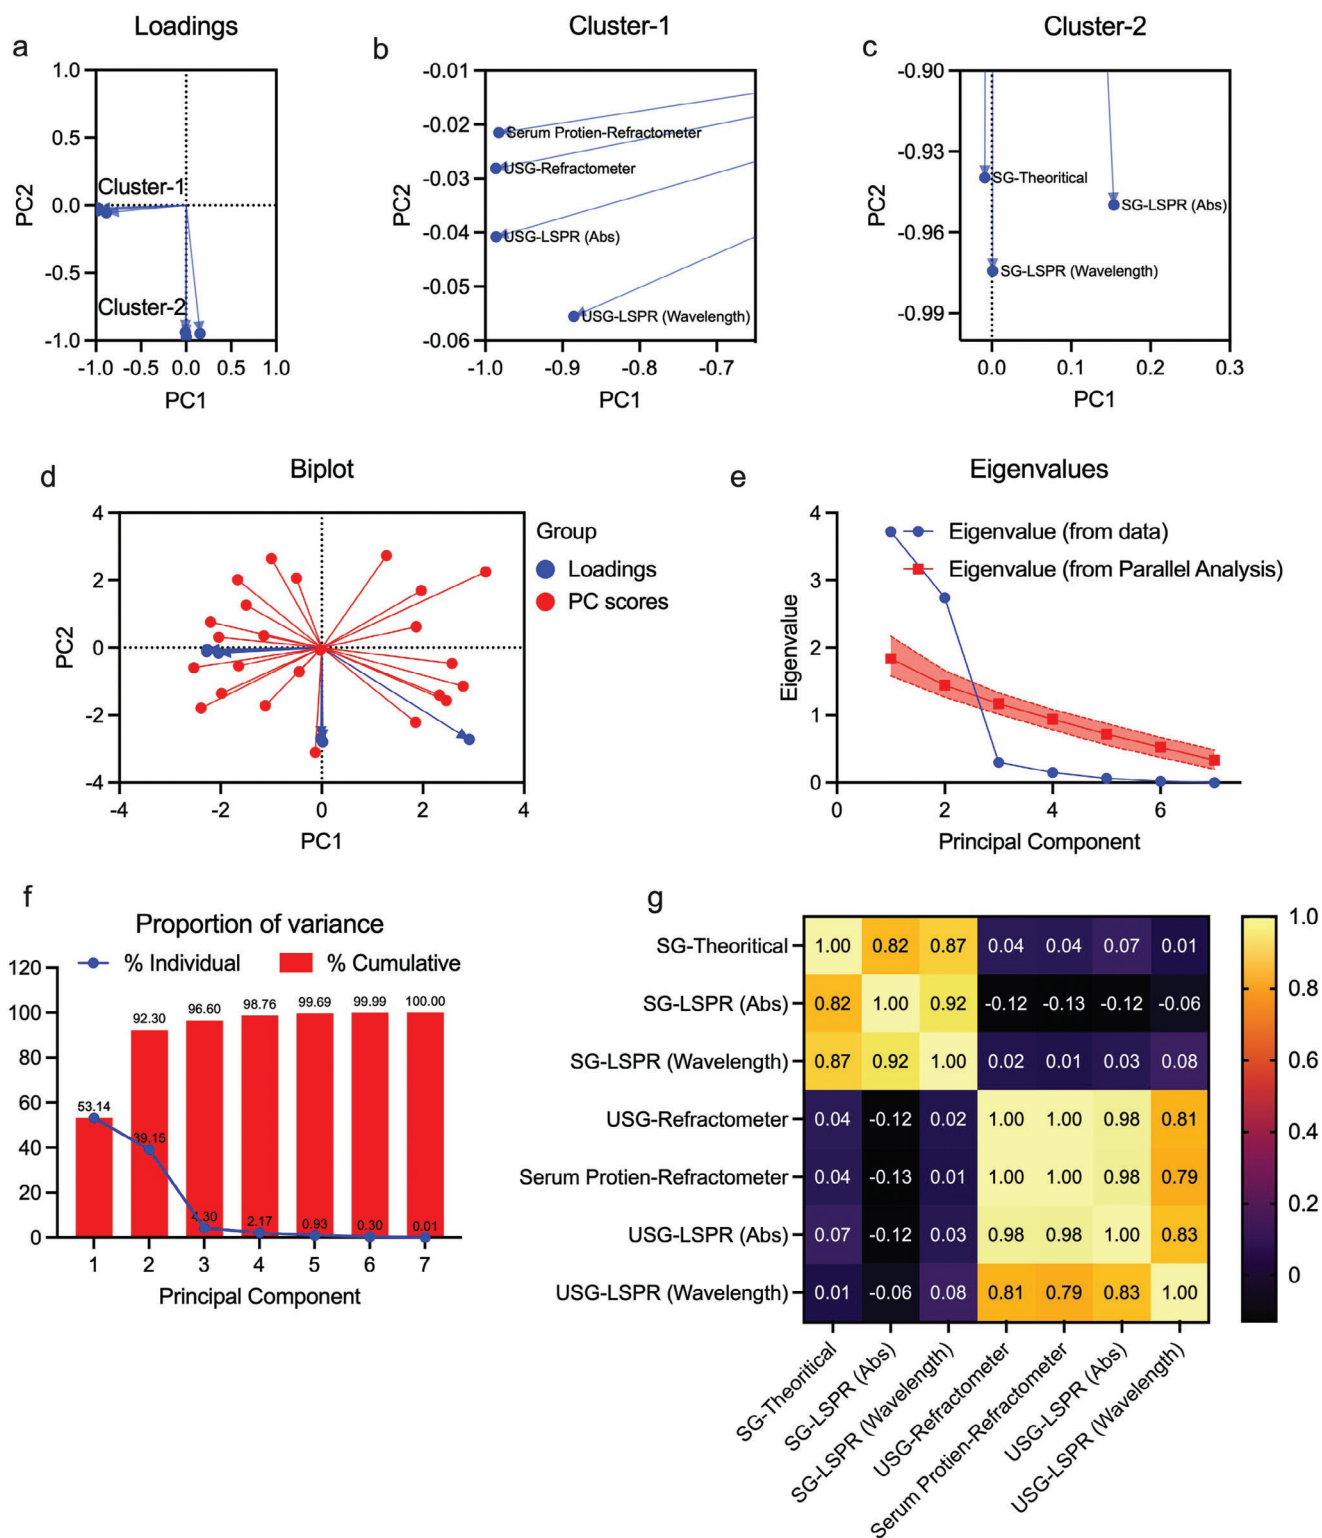 a
Loadings
1.0
0.5
0.0
-0.5
-1.0
PC2
Cluster-1
Cluster-2
-1.0 -0.5 0.0 0.5 1.0
PC1
b
Cluster-1
-0.01
-0.02
-0.03
-0.04
-0.05
-0.06
PC2
Serum Protien-Refractometer
USG-Refractometer
USG-LSPR (Abs)
USG-LSPR (Wavelength)
-1.0 -0.9 -0.8 -0.7
PC1
c
Cluster-2
-0.90
-0.93
-0.96
-0.99
PC2
SG-Theoritical
SG-LSPR (Abs)
SG-LSPR (Wavelength)
0.0 0.1 0.2 0.3
PC1
d
Biplot
4
2
0
-2
-4
PC2
-4 -2 0 2 4
PC1
Group
Loadings
PC scores
e
Eigenvalues
4
3
2
1
0
Eigenvalue
Eigenvalue (from data)
Eigenvalue (from Parallel Analysis)
0 2 4 6
Principal Component
f
Proportion of variance
% Individual % Cumulative
120
100
80
60
40
20
0
53.14 92.30 96.60 98.76 99.69 99.99 100.00
39.15 4.30 2.17 0.93 0.30 0.01
1 2 3 4 5 6 7
Principal Component
g
SG-Theoritical 1.00 0.82 0.87 0.04 0.04 0.07 0.01
SG-LSPR (Abs) 0.82 1.00 0.92 -0.12 -0.13 -0.12 -0.06
SG-LSPR (Wavelength) 0.87 0.92 1.00 0.02 0.01 0.03 0.08
USG-Refractometer 0.04 -0.12 0.02 1.00 1.00 0.98 0.81
Serum Protien-Refractometer 0.04 -0.13 0.01 1.00 1.00 0.98 0.79
USG-LSPR (Abs) 0.07 -0.12 0.03 0.98 0.98 1.00 0.83
USG-LSPR (Wavelength) 0.01 -0.06 0.08 0.81 0.79 0.83 1.00
SG-Theoritical
SG-LSPR (Abs)
SG-LSPR (Wavelength)
USG-Refractometer
Serum Protien-Refractometer
USG-LSPR (Abs)
USG-LSPR (Wavelength)
1.0
0.8
0.6
0.4
0.2
0